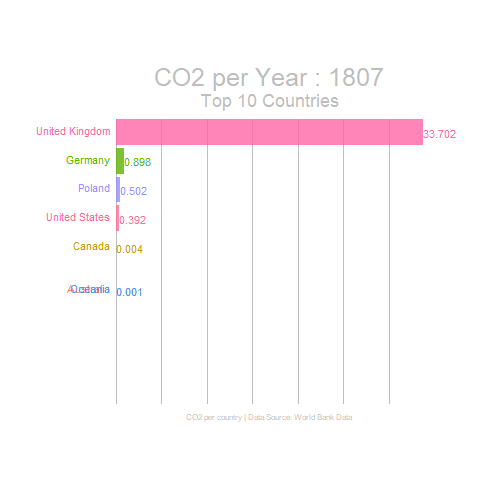 CO2 per Year : 1807
Top 10 Countries
United Kingdom 33.702
Germany 0.898
Poland 0.502
United States 0.392
Canada 0.004
0.001
CO2 per country | Data Source: World Bank Data